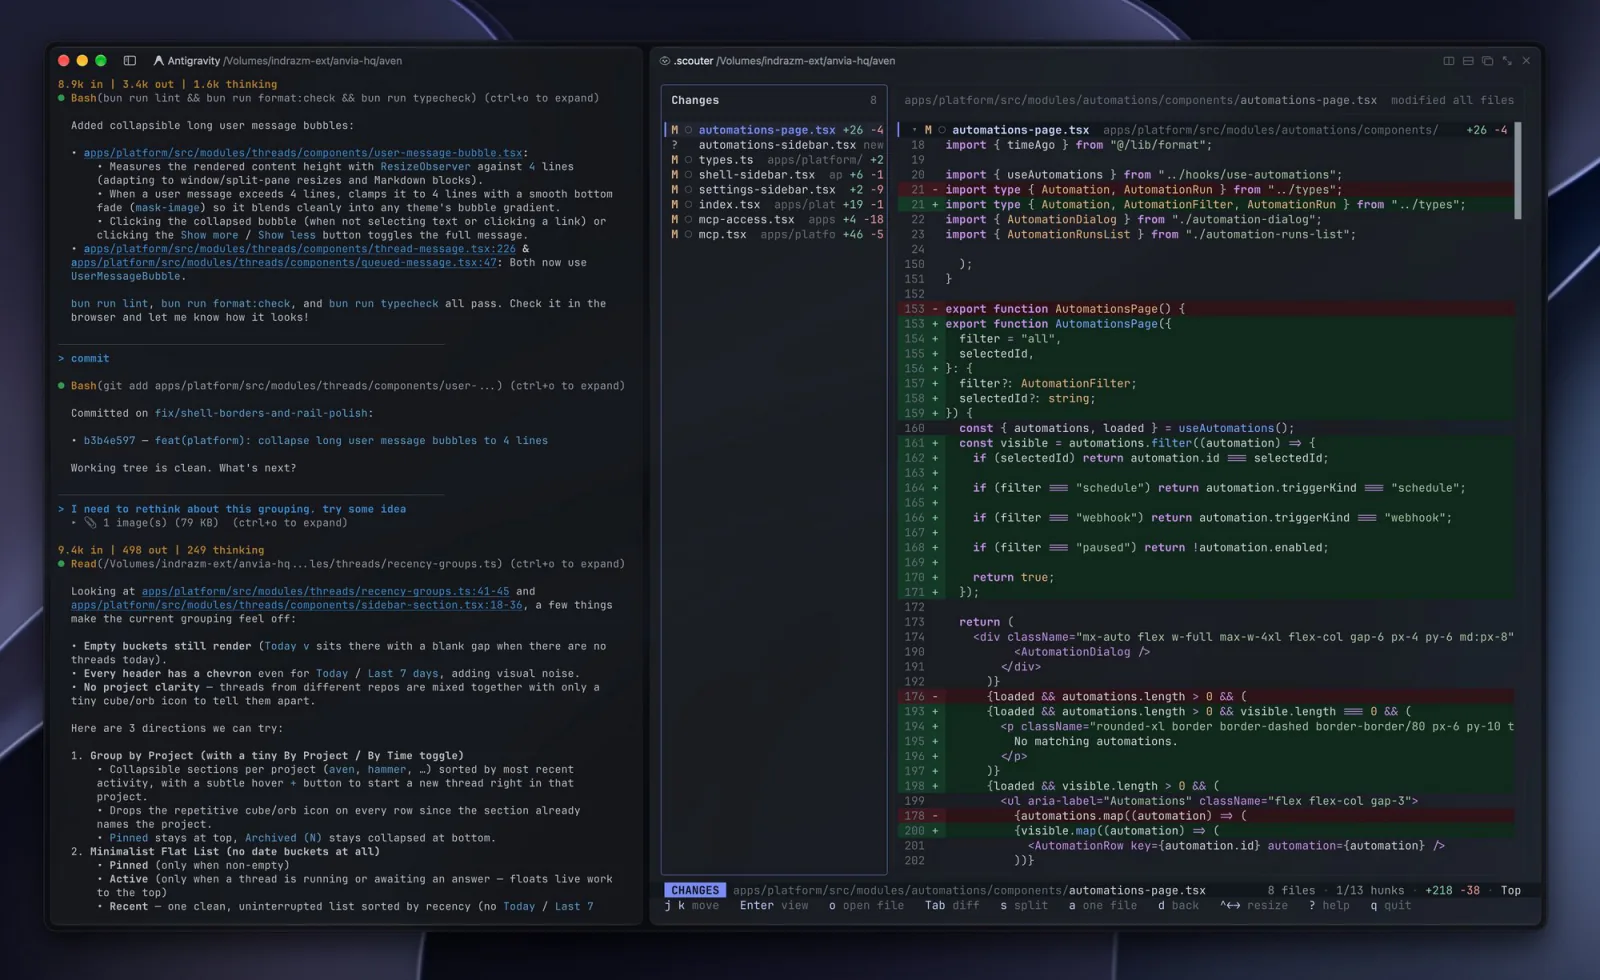 Antigravity /Volumes/indrazm-ext/anvia-hq/aven
8.9k in | 3.4k out | 1.6k thinking
Bash(bun run lint && bun run format:check && bun run typecheck) (ctrl+o to expand)
Added collapsible long user message bubbles:
• apps/platform/src/modules/threads/components/user-message-bubble.tsx:
• Measures the rendered content height with ResizeObserver against 4 lines
(adapting to window/split-pane resizes and Markdown blocks).
• When a user message exceeds 4 lines, clamps it to 4 lines with a smooth bottom
fade (mask-image) so it blends cleanly into any theme's bubble gradient.
• Clicking the collapsed bubble (when not selecting text or clicking a link) or
clicking the Show more / Show less button toggles the full message.
• apps/platform/src/modules/threads/components/thread-message.tsx:226 &
apps/platform/src/modules/threads/components/queued-message.tsx:47: Both now use
UserMessageBubble.
bun run lint, bun run format:check, and bun run typecheck all pass. Check it in the
browser and let me know how it looks!
> commit
Bash(git add apps/platform/src/modules/threads/components/user-...) (ctrl+o to expand)
Committed on fix/shell-borders-and-rail-polish:
• b3b4e597 — feat(platform): collapse long user message bubbles to 4 lines
Working tree is clean. What's next?
> I need to rethink about this grouping. try some idea
1 image(s) (79 KB) (ctrl+o to expand)
9.4k in | 498 out | 249 thinking
Read(/Volumes/indrazm-ext/anvia-hq...les/threads/recency-groups.ts) (ctrl+o to expand)
Looking at apps/platform/src/modules/threads/recency-groups.ts:41-45 and
apps/platform/src/modules/threads/components/sidebar-section.tsx:18-36, a few things
make the current grouping feel off:
• Empty buckets still render (Today v sits there with a blank gap when there are no
threads today).
• Every header has a chevron even for Today / Last 7 days, adding visual noise.
• No project clarity — threads from different repos are mixed together with only a
tiny cube/orb icon to tell them apart.
Here are 3 directions we can try:
1. Group by Project (with a tiny By Project / By Time toggle)
• Collapsible sections per project (aven, hammer, …) sorted by most recent
activity, with a subtle hover + button to start a new thread right in that
project.
• Drops the repetitive cube/orb icon on every row since the section already
names the project.
• Pinned stays at top, Archived (N) stays collapsed at bottom.
2. Minimalist Flat List (no date buckets at all)
• Pinned (only when non-empty)
• Active (only when a thread is running or awaiting an answer — floats live work
to the top)
• Recent — one clean, uninterrupted list sorted by recency (no Today / Last 7
.scouter /Volumes/indrazm-ext/anvia-hq/aven
Changes 8
M automations-page.tsx +26 -4
? automations-sidebar.tsx new
M types.ts apps/platform/ +2
M shell-sidebar.tsx ap +6 -1
M settings-sidebar.tsx +2 -9
M index.tsx apps/plat +19 -1
M mcp-access.tsx apps +4 -18
M mcp.tsx apps/platfo +46 -5
apps/platform/src/modules/automations/components/automations-page.tsx modified all files
M automations-page.tsx apps/platform/src/modules/automations/components/ +26 -4
18 import { timeAgo } from "@/lib/format";
19
20 import { useAutomations } from "../hooks/use-automations";
21 - import type { Automation, AutomationRun } from "../types";
21 + import type { Automation, AutomationFilter, AutomationRun } from "../types";
22 import { AutomationDialog } from "./automation-dialog";
23 import { AutomationRunsList } from "./automation-runs-list";
24
150 );
151 }
152
153 - export function AutomationsPage() {
153 + export function AutomationsPage({
154 + filter = "all",
155 + selectedId,
156 + }: {
157 + filter?: AutomationFilter;
158 + selectedId?: string;
159 + }) {
160 const { automations, loaded } = useAutomations();
161 + const visible = automations.filter((automation) => {
162 + if (selectedId) return automation.id === selectedId;
163 +
164 + if (filter === "schedule") return automation.triggerKind === "schedule";
165 +
166 + if (filter === "webhook") return automation.triggerKind === "webhook";
167 +
168 + if (filter === "paused") return !automation.enabled;
169 +
170 + return true;
171 + });
172
173 return (
174 <div className="mx-auto flex w-full max-w-4xl flex-col gap-6 px-4 py-6 md:px-8"
190 <AutomationDialog />
191 </div>
192 )}
176 - {loaded && automations.length > 0 && (
193 + {loaded && automations.length > 0 && visible.length === 0 && (
194 + <p className="rounded-xl border border-dashed border-border/80 px-6 py-10 t
195 + No matching automations.
196 + </p>
197 + )}
198 + {loaded && visible.length > 0 && (
199 <ul aria-label="Automations" className="flex flex-col gap-3">
178 - {automations.map((automation) => (
200 + {visible.map((automation) => (
201 <AutomationRow key={automation.id} automation={automation} />
202 ))}
CHANGES apps/platform/src/modules/automations/components/automations-page.tsx 8 files · 1/13 hunks · +218 -38 · Top
j k move Enter view o open file Tab diff s split a one file d back ^↔ resize ? help q quit